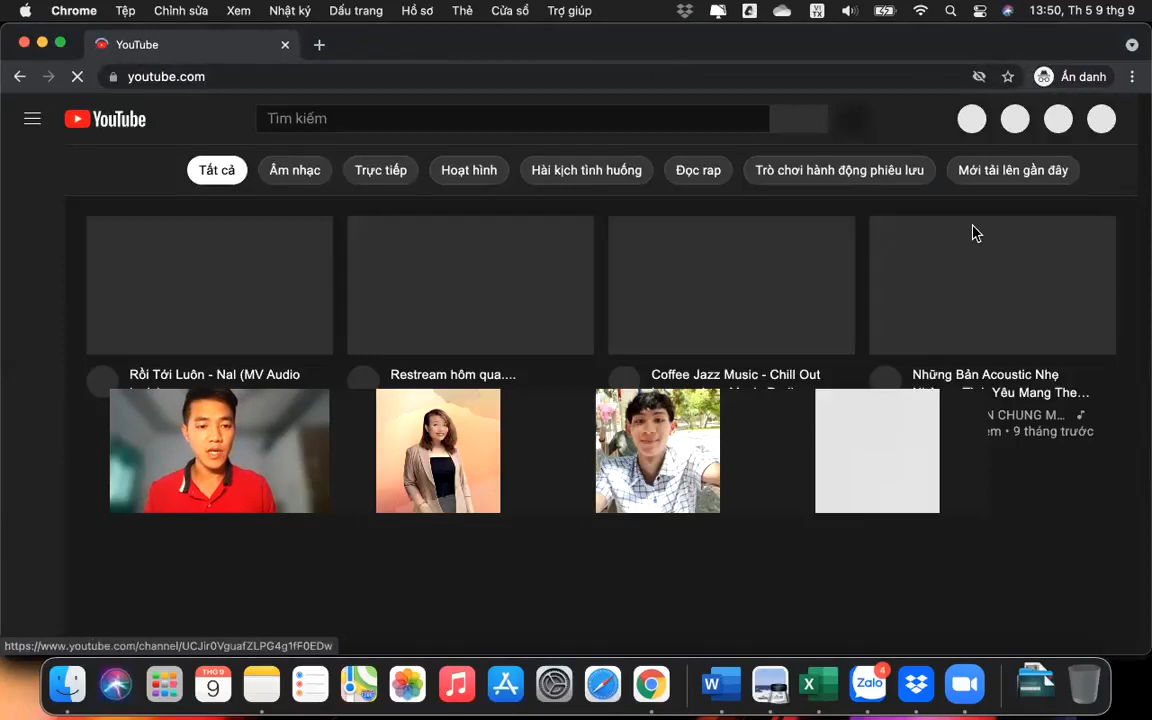 Chrome Tệp Chỉnh sửa Xem Nhật ký Dấu trang Hồ sơ Thẻ Cửa sổ Trợ giúp 13:50, Th 5 9 thg 9
YouTube
youtube.com Ẩn danh
YouTube Tìm kiếm
Tất cả Âm nhạc Trực tiếp Hoạt hình Hài kịch tình huống Đọc rap Trò chơi hành động phiêu lưu Mới tải lên gần đây
Rồi Tới Luôn - Nal (MV Audio Restream hôm qua.... Coffee Jazz Music - Chill Out Những Bản Acoustic Nhẹ
Yêu Mang The...
N CHUNG M...
em • 9 tháng trước
https://www.youtube.com/channel/UCJir0VguafZLPG4g1fF0EDw
THG 9
9
W
X
Zalo
4